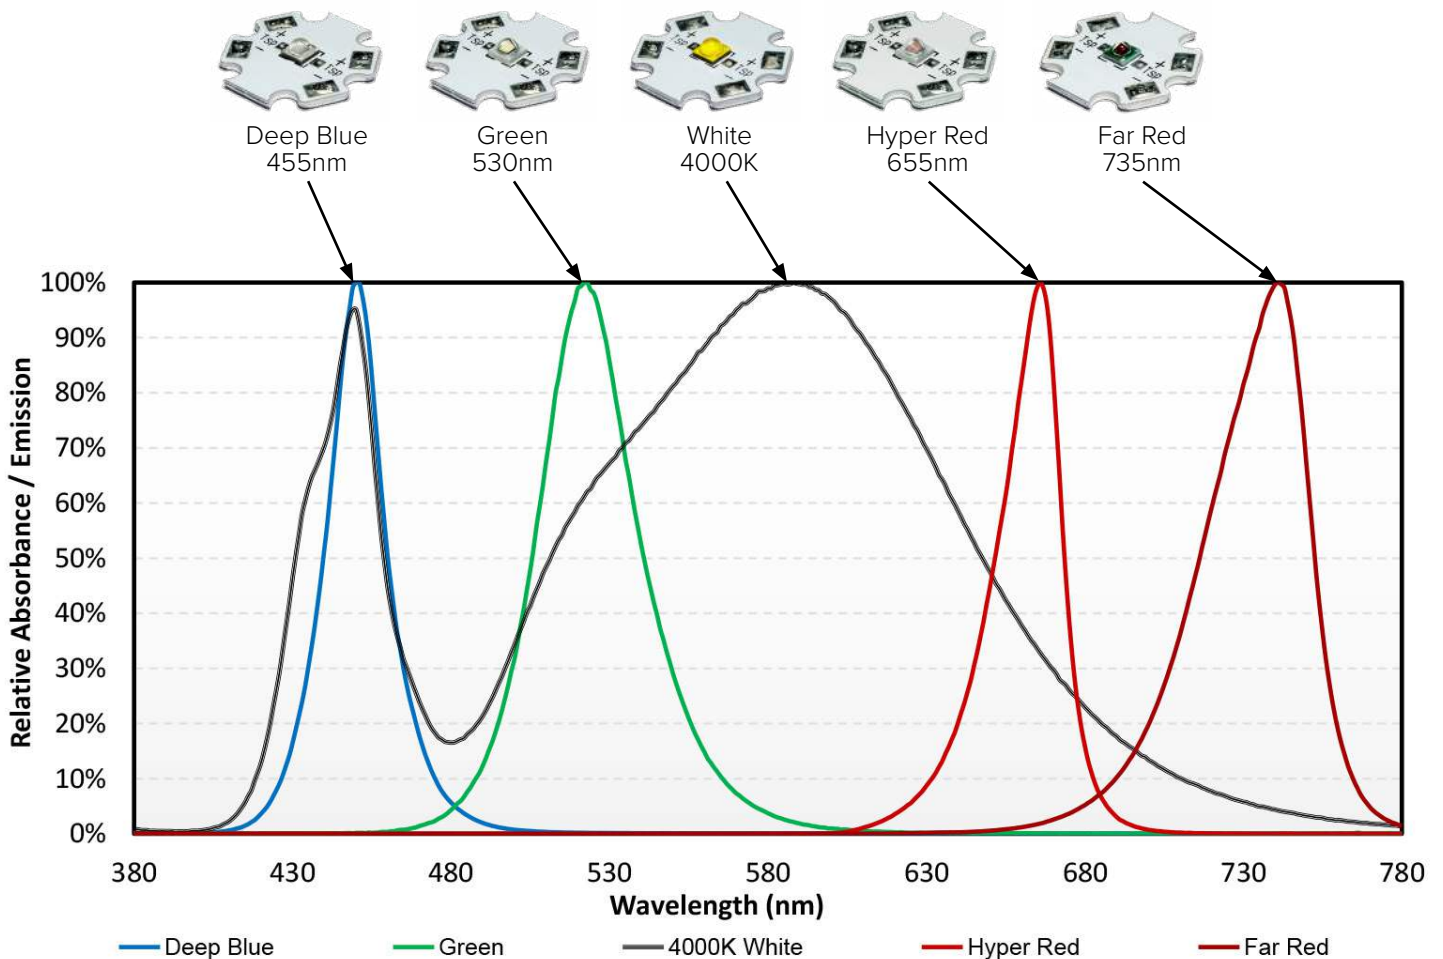 Deep Blue
455nm
Green
530nm
White
4000K
Hyper Red
655nm
Far Red
735nm
Relative Absorbance / Emission
100%
90%
80%
70%
60%
50%
40%
30%
20%
10%
0%
380 430 480 530 580 630 680 730 780
Wavelength (nm)
Deep Blue Green 4000K White Hyper Red Far Red